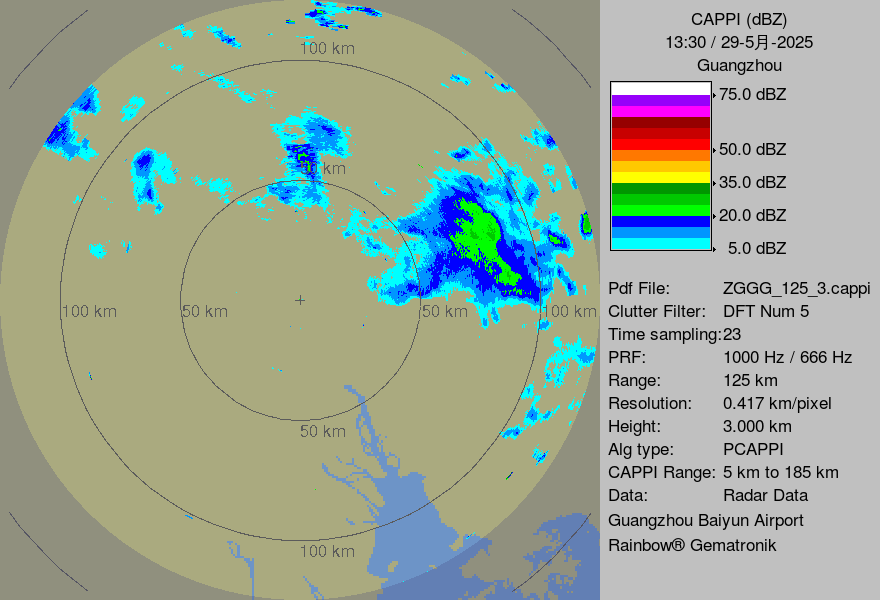 100 km
0 km
100 km
50 km
50 km
100 km
50 km
100 km
CAPPI (dBZ)
13:30 / 29-5月-2025
Guangzhou
75.0 dBZ
50.0 dBZ
35.0 dBZ
20.0 dBZ
5.0 dBZ
Pdf File: ZGGG_125_3.cappi
Clutter Filter: DFT Num 5
Time sampling:23
PRF: 1000 Hz / 666 Hz
Range: 125 km
Resolution: 0.417 km/pixel
Height: 3.000 km
Alg type: PCAPPI
CAPPI Range: 5 km to 185 km
Data: Radar Data
Guangzhou Baiyun Airport
Rainbow® Gematronik